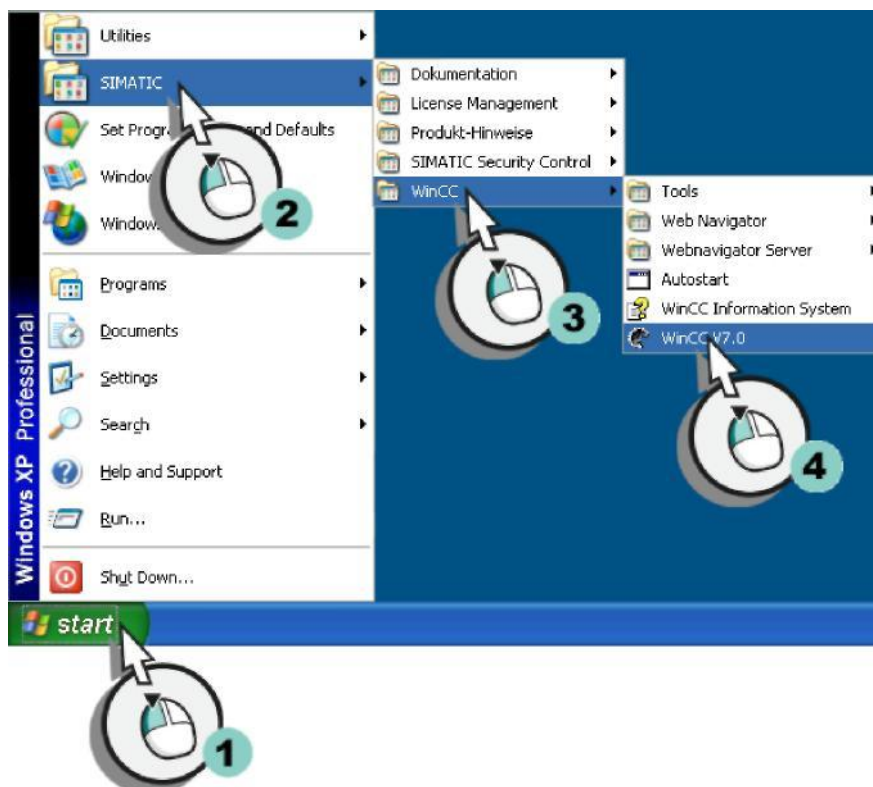 Utilities
SIMATIC
Set Progra nd Defaults
Window
Window
Programs
Documents
Settings
Search
Help and Support
Run...
Shut Down...
Windows XP Professional
start
Dokumentation
License Management
Produkt-Hinweise
SIMATIC Security Control
WinCC
Tools
Web Navigator
Webnavigator Server
Autostart
WinCC Information System
WinCC V7.0
1
2
3
4